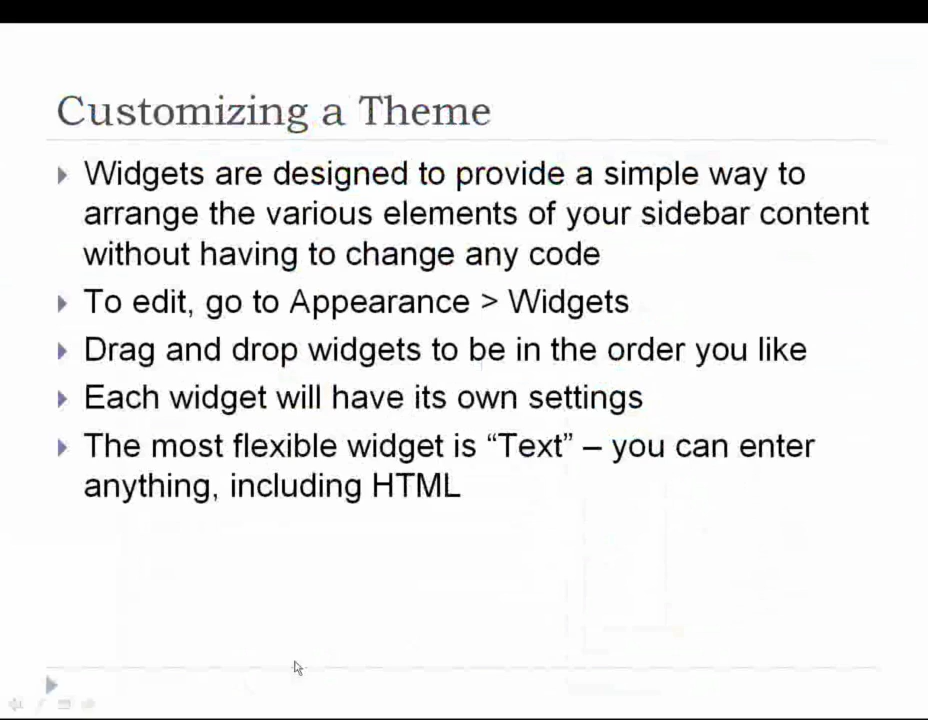 Customizing a Theme
Widgets are designed to provide a simple way to
arrange the various elements of your sidebar content
without having to change any code
To edit, go to Appearance > Widgets
Drag and drop widgets to be in the order you like
Each widget will have its own settings
The most flexible widget is “Text” – you can enter
anything, including HTML